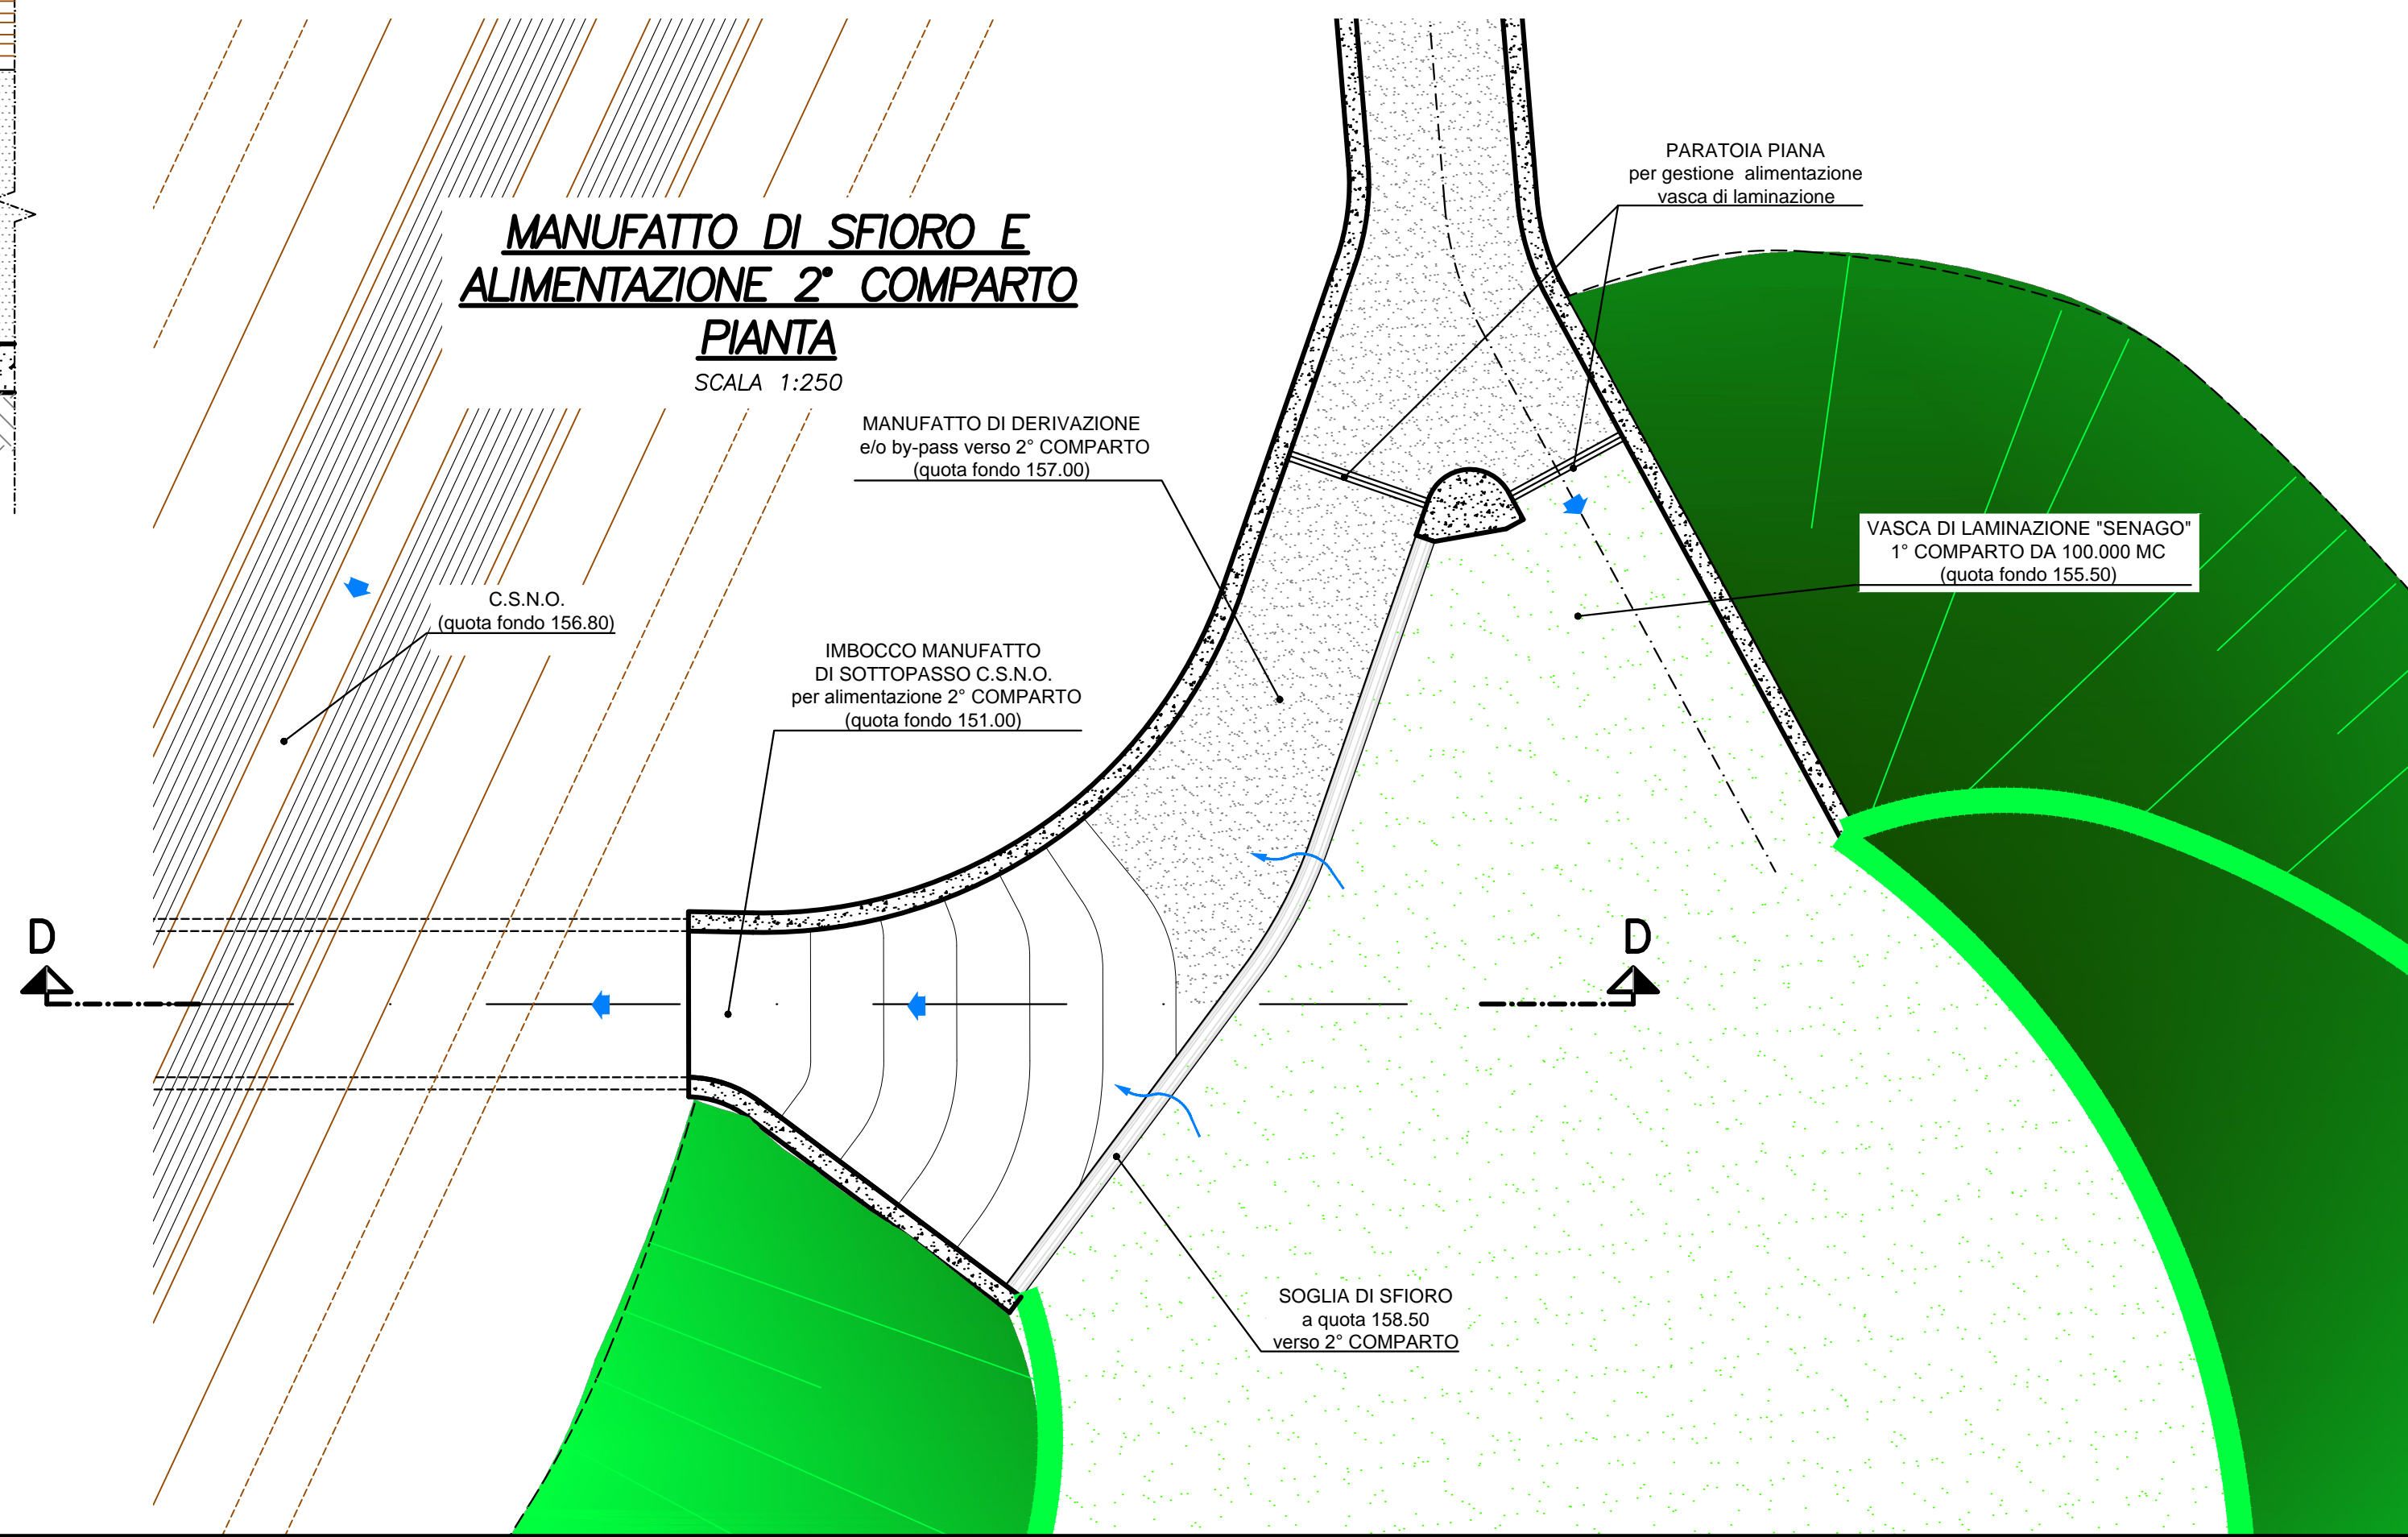 MANUFATTO DI SFIORO E
ALIMENTAZIONE 2° COMPARTO
PIANTA
SCALA 1:250
PARATOIA PIANA
per gestione alimentazione
vasca di laminazione
MANUFATTO DI DERIVAZIONE
e/o by-pass verso 2° COMPARTO
(quota fondo 157.00)
VASCA DI LAMINAZIONE "SENAGO"
1° COMPARTO DA 100.000 MC
(quota fondo 155.50)
C.S.N.O.
(quota fondo 156.80)
IMBOCCO MANUFATTO
DI SOTTOPASSO C.S.N.O.
per alimentazione 2° COMPARTO
(quota fondo 151.00)
D
D
SOGLIA DI SFIORO
a quota 158.50
verso 2° COMPARTO